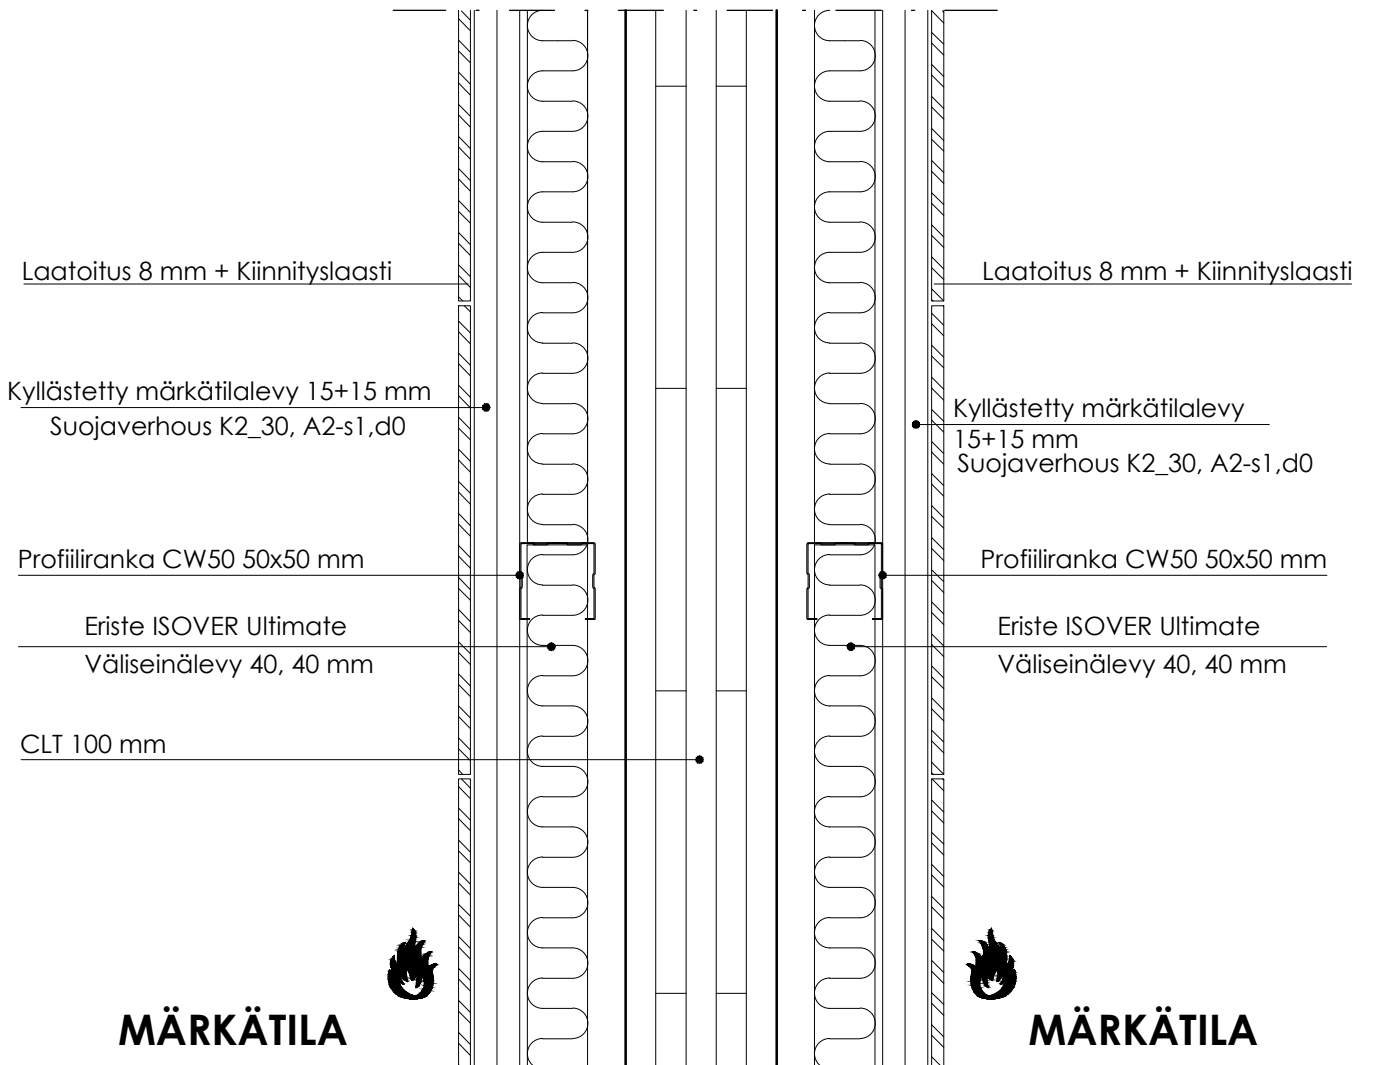 Laatoitus 8 mm + Kiinnityslaasti
Kyllästetty märkätilalevy 15+15 mm
Suojaverhous K2_30, A2-s1,d0
Profiiliranka CW50 50x50 mm
Eriste ISOVER Ultimate
Väliseinälevy 40, 40 mm
CLT 100 mm
MÄRKÄTILA
Laatoitus 8 mm + Kiinnityslaasti
Kyllästetty märkätilalevy
15+15 mm
Suojaverhous K2_30, A2-s1,d0
Profiiliranka CW50 50x50 mm
Eriste ISOVER Ultimate
Väliseinälevy 40, 40 mm
MÄRKÄTILA